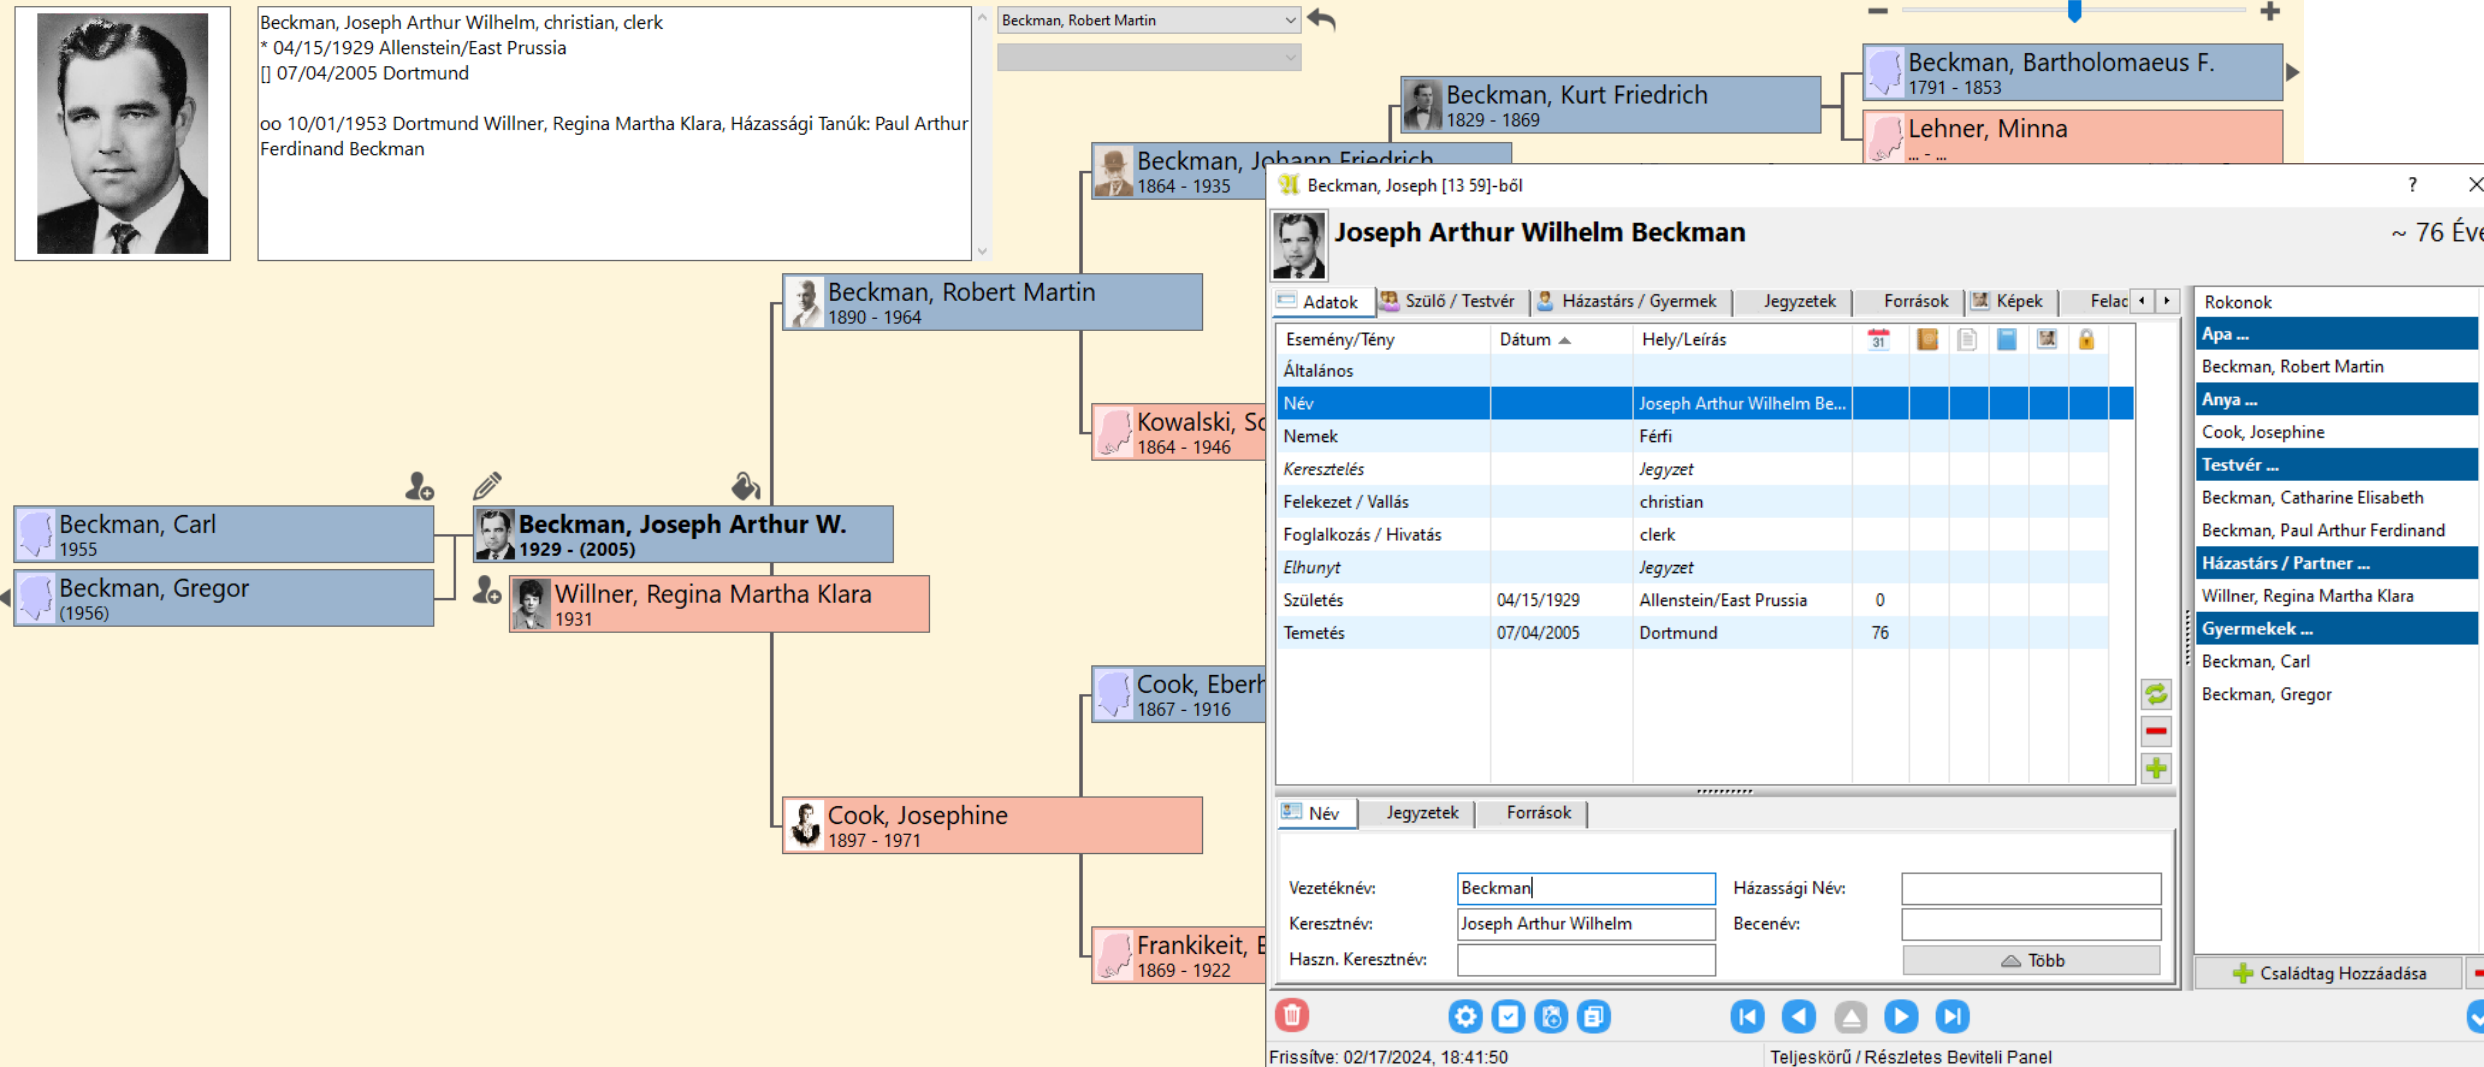 Beckman, Joseph Arthur Wilhelm, christian, clerk
* 04/15/1929 Allenstein/East Prussia
[] 07/04/2005 Dortmund
oo 10/01/1953 Dortmund Willner, Regina Martha Klara, Házassági Tanúk: Paul Arthur
Ferdinand Beckman
Beckman, Robert Martin
Beckman, Bartholomaeus F.
1791 - 1853
Beckman, Kurt Friedrich
1829 - 1869
Lehner, Minna
... - ...
Beckman, Johann Friedrich
1864 - 1935
Beckman, Robert Martin
1890 - 1964
Kowalski,
1864 - 1946
Beckman, Carl
1955
Beckman, Joseph Arthur W.
1929 - (2005)
Beckman, Gregor
(1956)
Willner, Regina Martha Klara
1931
Cook,
1867 - 1916
Cook, Josephine
1897 - 1971
Frankikeit,
1869 - 1922
Beckman, Joseph [13 59]-ből
?
Joseph Arthur Wilhelm Beckman
~ 76 Éve
Adatok
Szülő / Testvér
Házastárs / Gyermek
Jegyzetek
Források
Képek
Felad
Esemény/Tény Dátum Hely/Leírás 31
Általános
Név Joseph Arthur Wilhelm Be...
Nemek Férfi
Keresztelés Jegyzet
Felekezet / Vallás christian
Foglalkozás / Hivatás clerk
Elhunyt Jegyzet
Születés 04/15/1929 Allenstein/East Prussia 0
Temetés 07/04/2005 Dortmund 76
Rokonok
Apa ...
Beckman, Robert Martin
Anya ...
Cook, Josephine
Testvér ...
Beckman, Catharine Elisabeth
Beckman, Paul Arthur Ferdinand
Házastárs / Partner ...
Willner, Regina Martha Klara
Gyermekek ...
Beckman, Carl
Beckman, Gregor
Név
Jegyzetek
Források
Vezetéknév: Beckman Házassági Név:
Keresztnév: Joseph Arthur Wilhelm Becenév:
Haszn. Keresztnév: Több
Családtag Hozzáadása
Frissítve: 02/17/2024, 18:41:50
Teljeskörű / Részletes Beviteli Panel